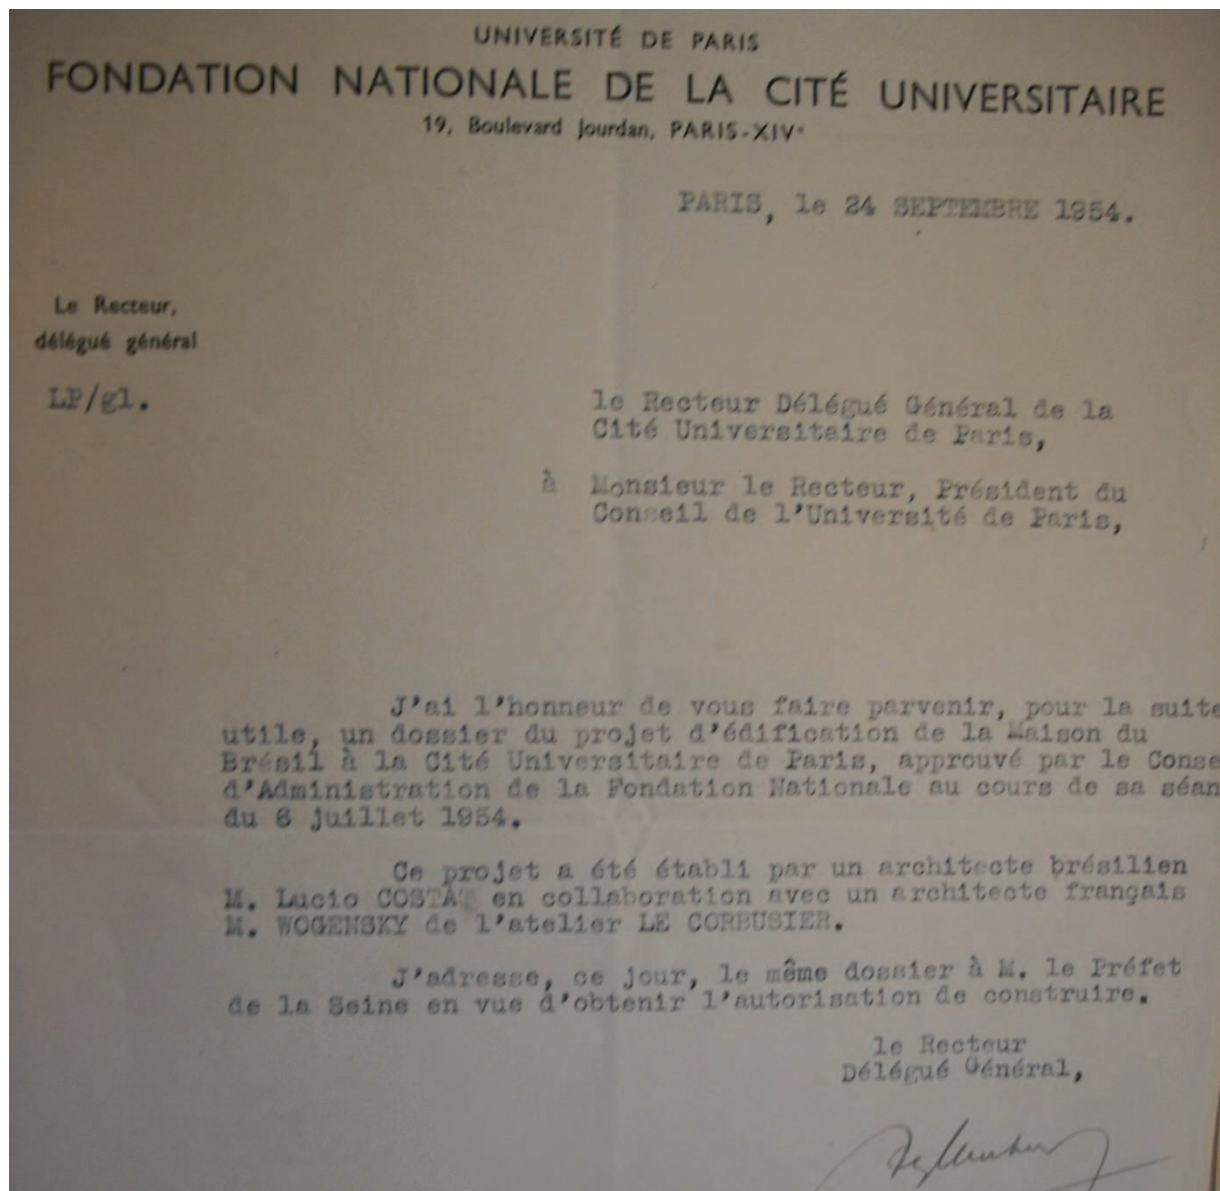 UNIVERSITÉ DE PARIS
FONDATION NATIONALE DE LA CITÉ UNIVERSITAIRE
19, Boulevard Jourdan, PARIS-XIVe
PARIS, le 24 SEPTEMBRE 1954.
Le Recteur,
délégué général
LP/gl.
le Recteur Délégué Général de la
Cité Universitaire de Paris,
à Monsieur le Recteur, Président du
Conseil de l'Université de Paris,
J'ai l'honneur de vous faire parvenir, pour la suite
utile, un dossier du projet d'édification de la Maison du
Brésil à la Cité Universitaire de Paris, approuvé par le Conse
d'Administration de la Fondation Nationale au cours de sa séan
du 6 juillet 1954.
Ce projet a été établi par un architecte brésilien
M. Lucio COSTA en collaboration avec un architecte français
M. WOGENSKY de l'atelier LE CORBUSIER.
J'adresse, ce jour, le même dossier à M. le Préfet
de la Seine en vue d'obtenir l'autorisation de construire.
le Recteur
Délégué Général,